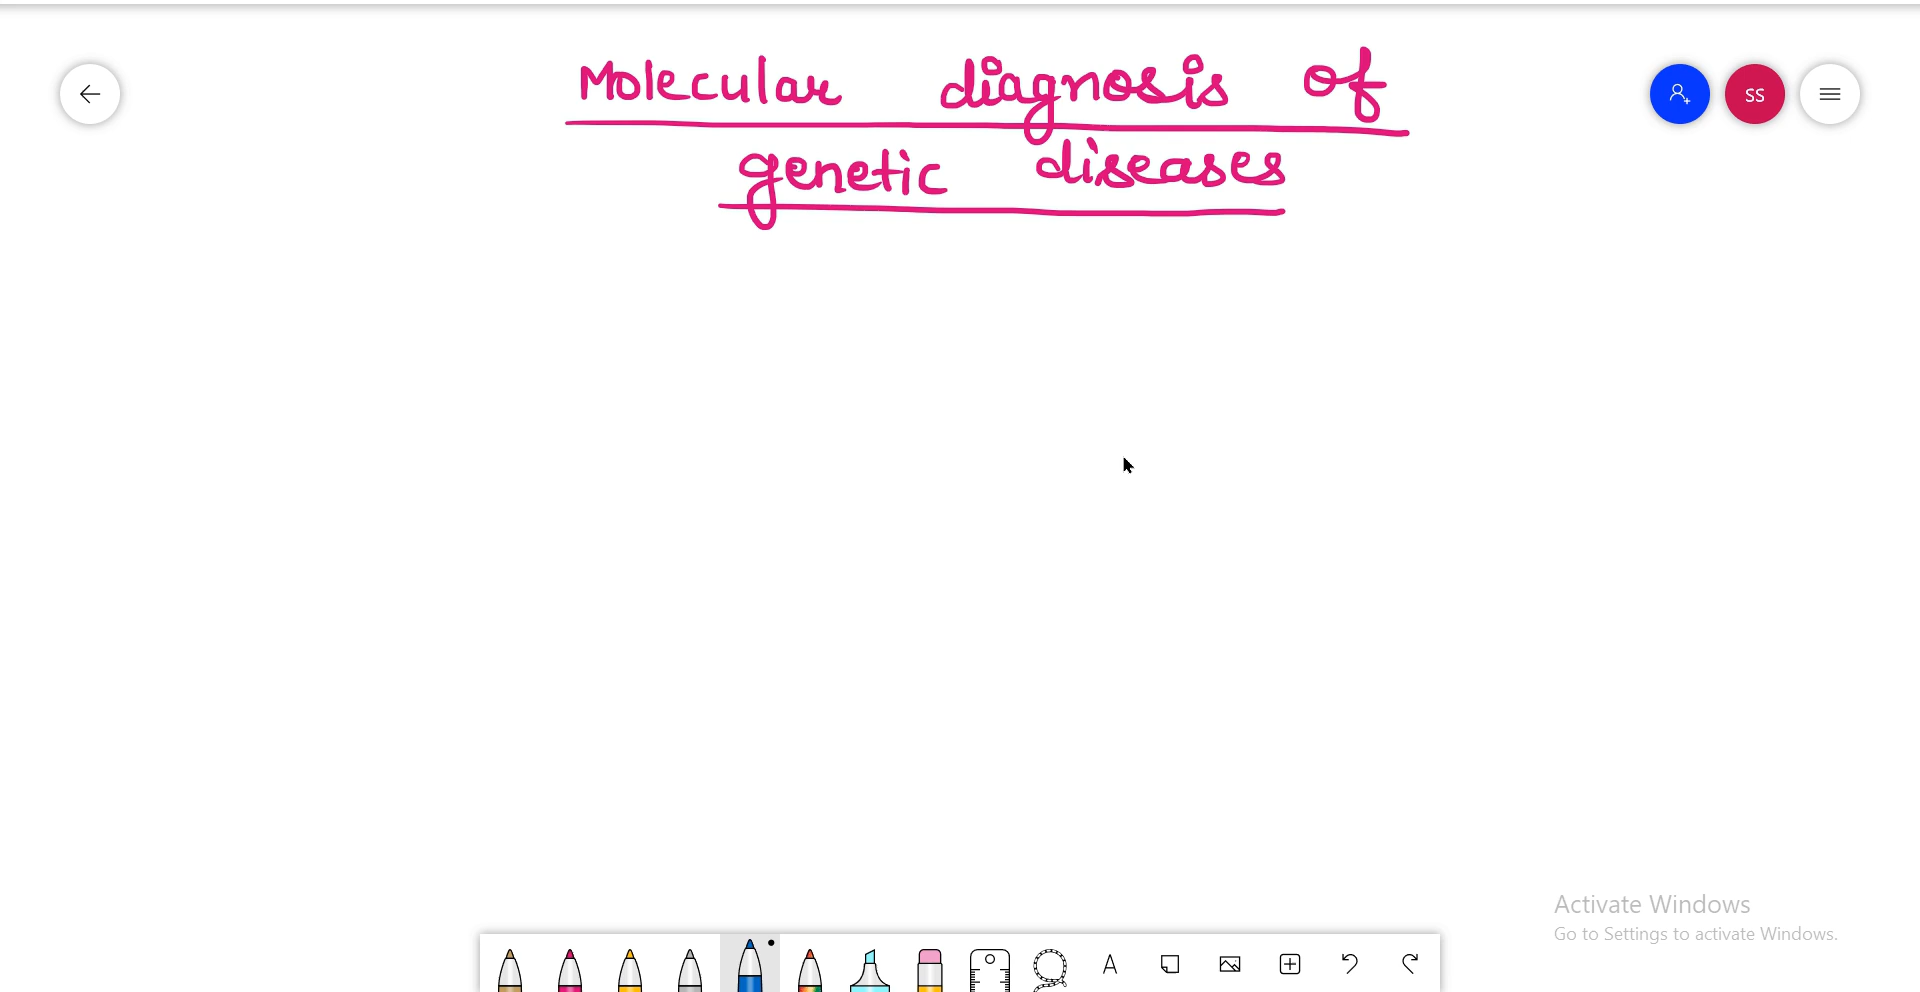 Molecular diagnosis of
genetic diseases
SS
A
Activate Windows
Go to Settings to activate Windows.